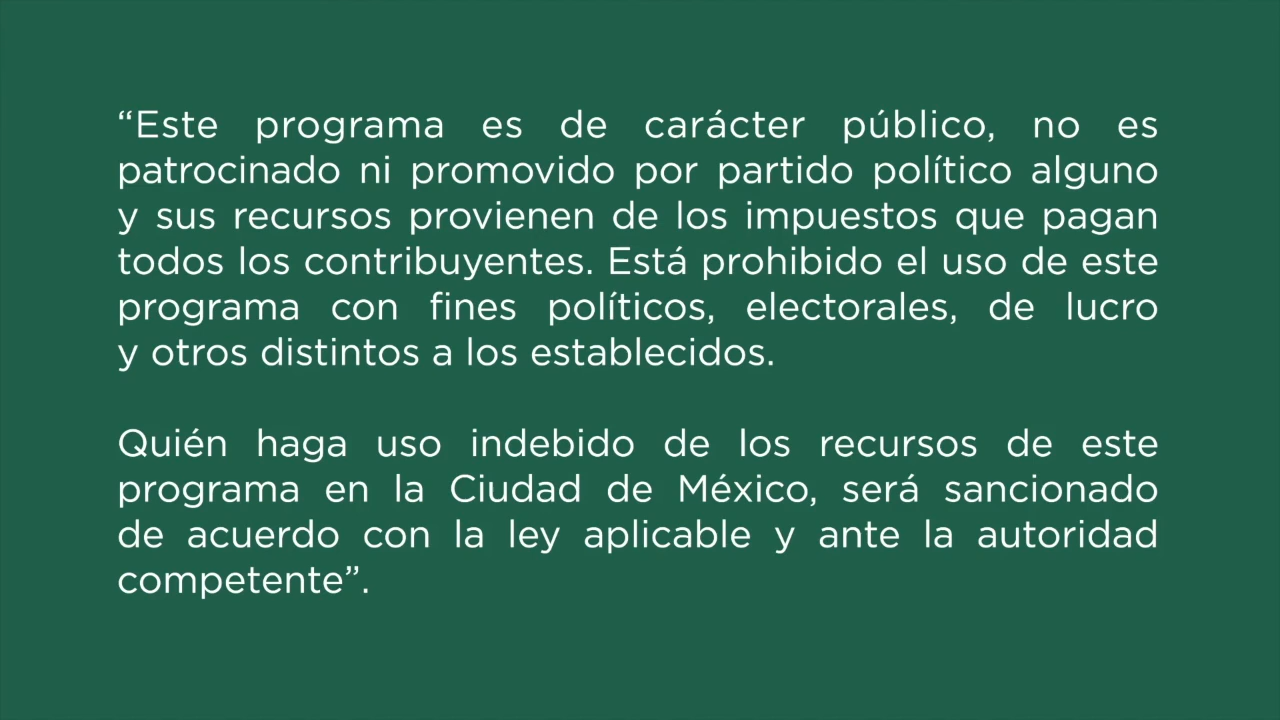 “Este programa es de carácter público, no es
patrocinado ni promovido por partido político alguno
y sus recursos provienen de los impuestos que pagan
todos los contribuyentes. Está prohibido el uso de este
programa con fines políticos, electorales, de lucro
y otros distintos a los establecidos.
Quién haga uso indebido de los recursos de este
programa en la Ciudad de México, será sancionado
de acuerdo con la ley aplicable y ante la autoridad
competente”.